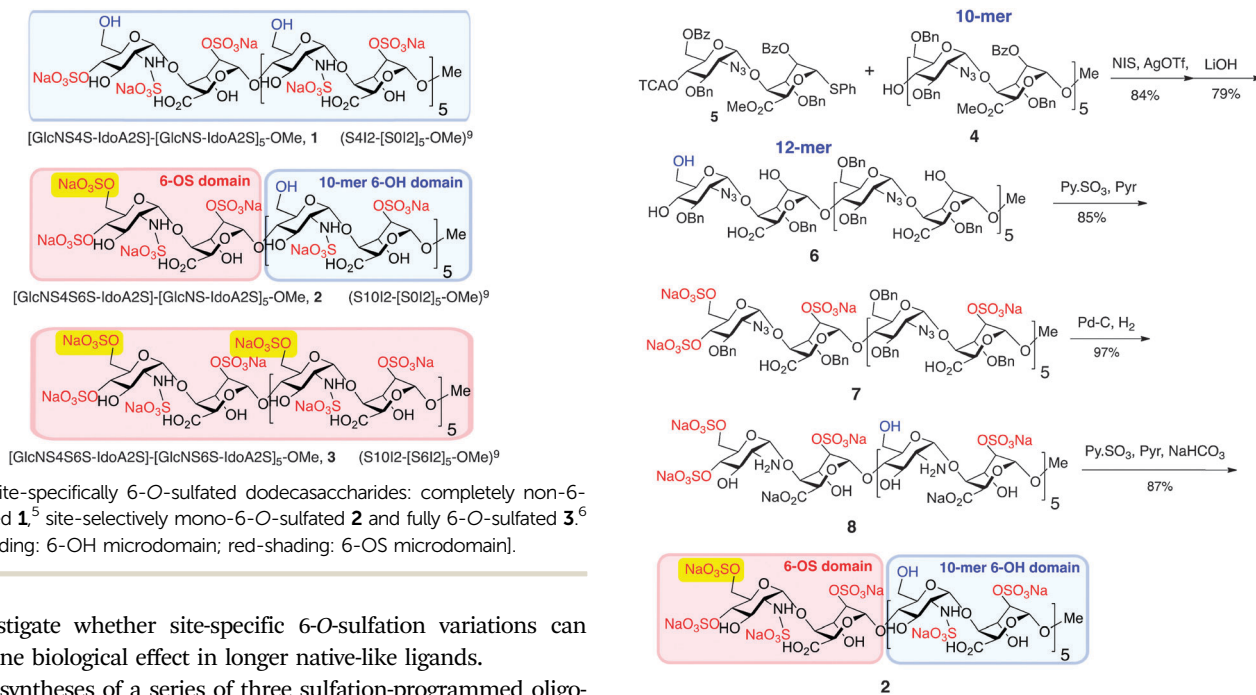 OH
OSO3Na
OH
OSO3Na
NaO3SO
HO
NH
O
NaO3S
HO2C
OH
HO
NH
NaO3S
HO2C
OH
O
Me
5
[GlcNS4S-IdoA2S]-[GlcNS-IdoA2S]5-OMe, 1 (S4I2-[S0I2]5-OMe)9
NaO3SO
6-OS domain
OH
10-mer 6-OH domain
OSO3Na
OSO3Na
NaO3SO
HO
NH
NaO3S
HO2C
OH
HO
NH
NaO3S
HO2C
OH
O
Me
5
[GlcNS4S6S-IdoA2S]-[GlcNS-IdoA2S]5-OMe, 2 (S10I2-[S0I2]5-OMe)9
NaO3SO
NaO3SO
OSO3Na
OSO3Na
NaO3SO
HO
NH
NaO3S
HO2C
OH
HO
NH
NaO3S
HO2C
OH
O
Me
5
[GlcNS4S6S-IdoA2S]-[GlcNS6S-IdoA2S]5-OMe, 3 (S10I2-[S6I2]5-OMe)9
ite-specifically 6-O-sulfated dodecasaccharides: completely non-6-
ed 1,5 site-selectively mono-6-O-sulfated 2 and fully 6-O-sulfated 3.6
ding: 6-OH microdomain; red-shading: 6-OS microdomain].
stigate whether site-specific 6-O-sulfation variations can
ne biological effect in longer native-like ligands.
syntheses of a series of three sulfation-programmed oligo-
10-mer
OBz
BzO
OBn
BzO
TCAO
BnO
N3
MeO2C
OBn
SPh
5
+
HO
OBn
N3
MeO2C
OBn
O
Me
5
4
NIS, AgOTf,
84%
LiOH
79%
12-mer
OH
HO
OBn
HO
HO
OBn
N3
HO2C
OBn
OBn
N3
HO2C
OBn
O
Me
5
6
Py.SO3, Pyr
85%
NaO3SO
OSO3Na
OBn
OSO3Na
NaO3SO
OBn
N3
HO2C
OBn
OBn
N3
HO2C
OBn
O
Me
5
7
Pd-C, H2
97%
NaO3SO
OSO3Na
OH
OSO3Na
NaO3SO
OH
H2N
NaO2C
OH
OH
H2N
NaO2C
OH
O
Me
5
8
Py.SO3, Pyr, NaHCO3
87%
NaO3SO
6-OS domain
OH
10-mer 6-OH domain
OSO3Na
OSO3Na
NaO3SO
HO
NH
NaO3S
HO2C
OH
HO
NH
NaO3S
HO2C
OH
O
Me
5
2